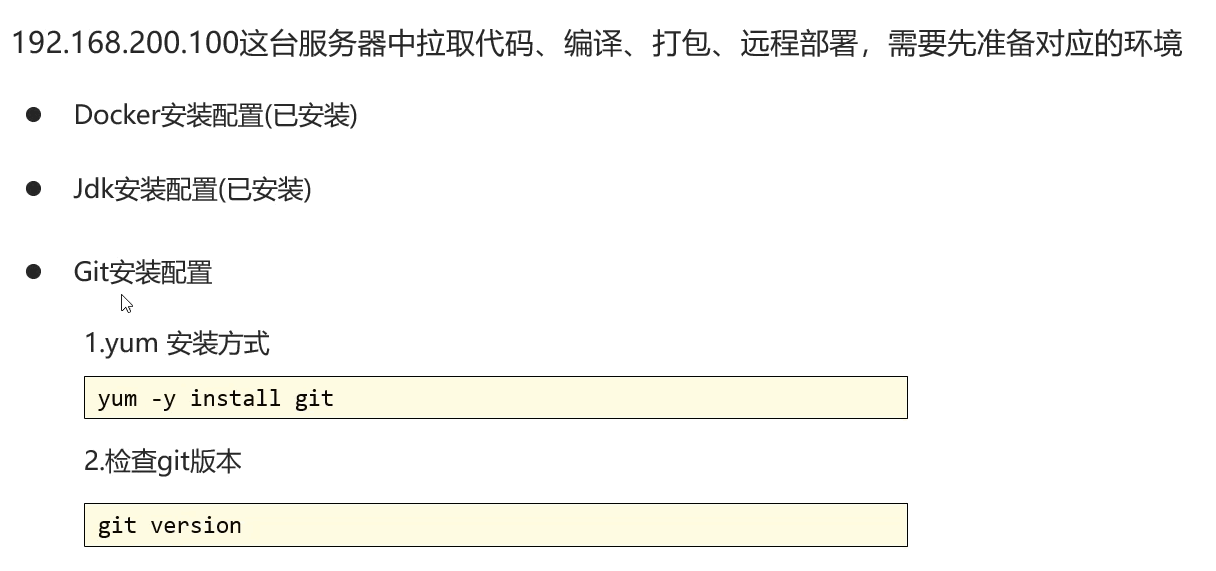 192.168.200.100这台服务器中拉取代码、编译、打包、远程部署，需要先准备对应的环境
● Docker安装配置(已安装)
● Jdk安装配置(已安装)
● Git安装配置
1.yum 安装方式
yum -y install git
2.检查git版本
git version